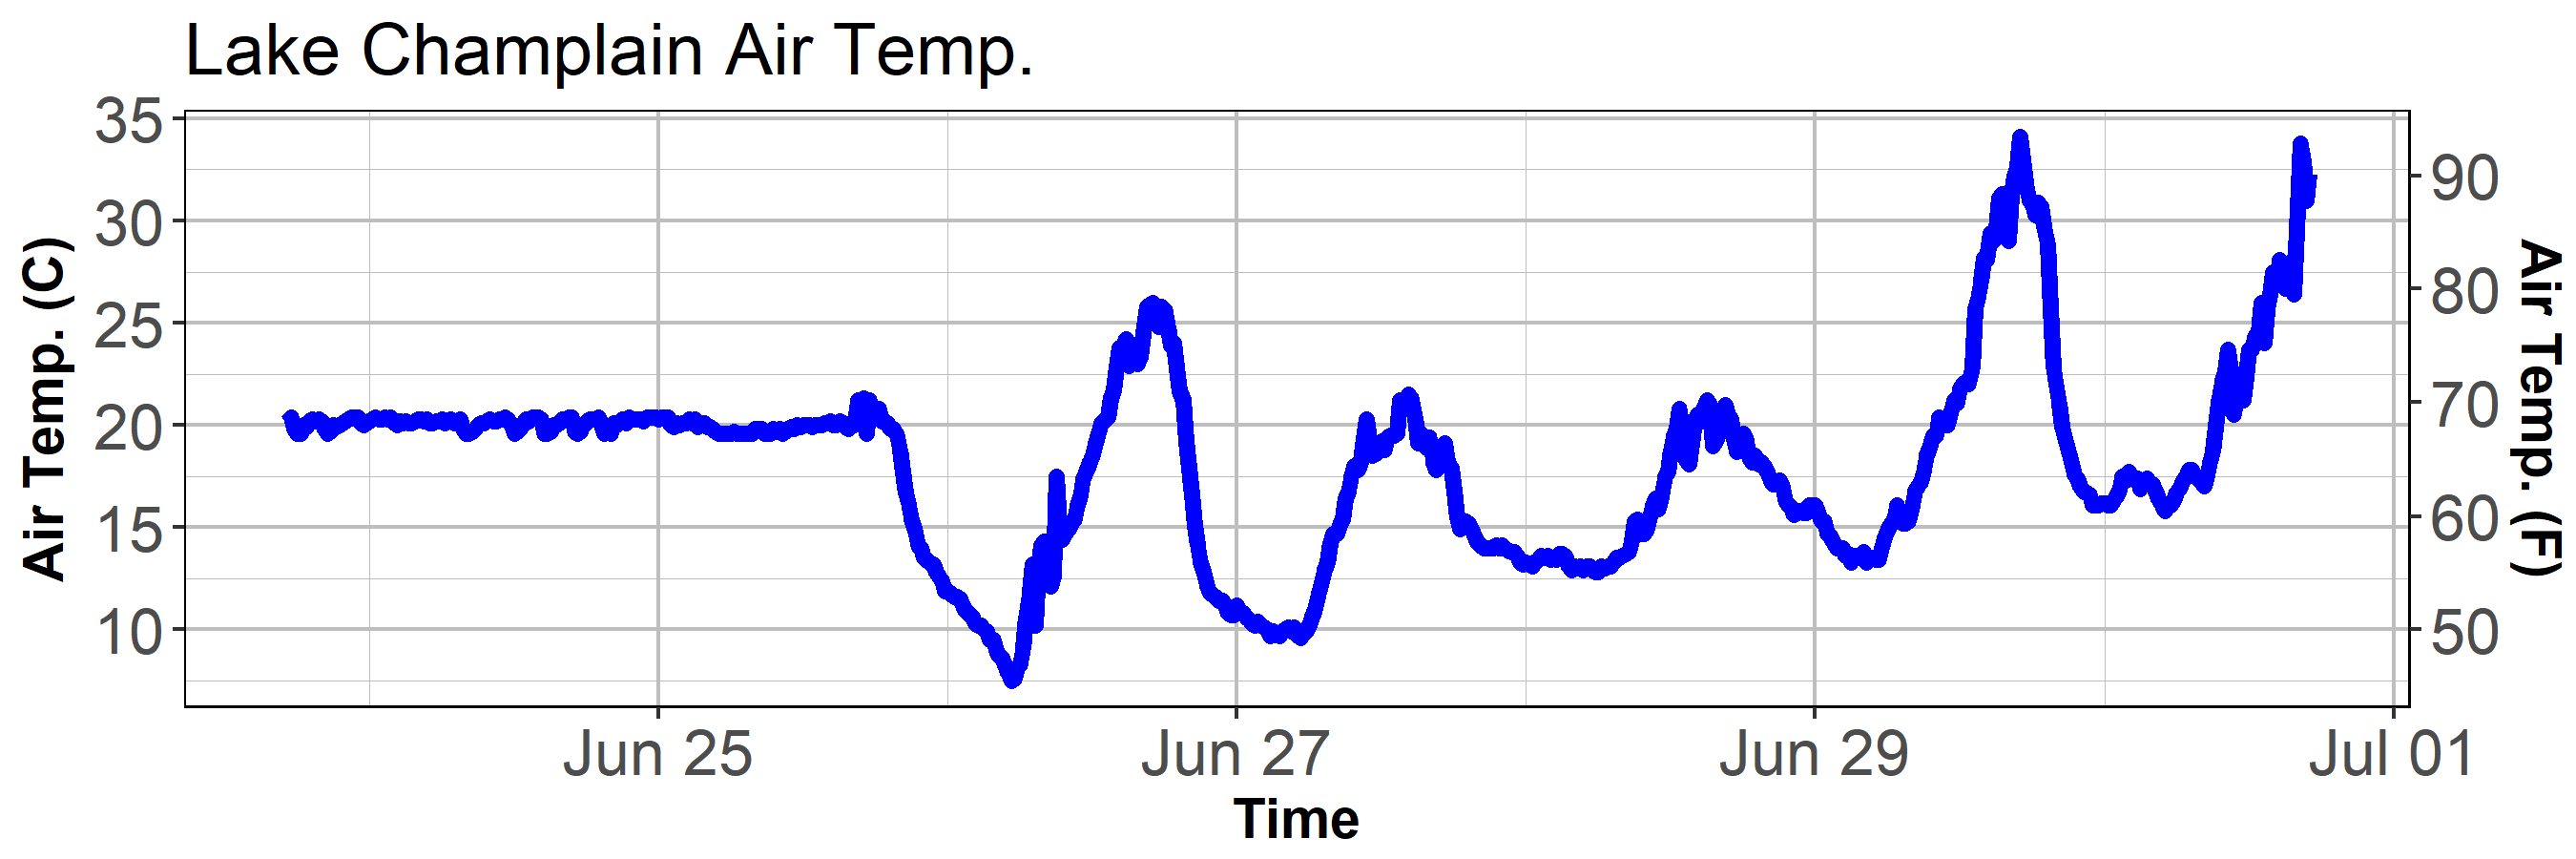 Lake Champlain Air Temp.
35
30
25
20
15
10
Air Temp. (C)
90
80
70
60
50
Air Temp. (F)
Jun 25
Jun 27
Jun 29
Jul 01
Time